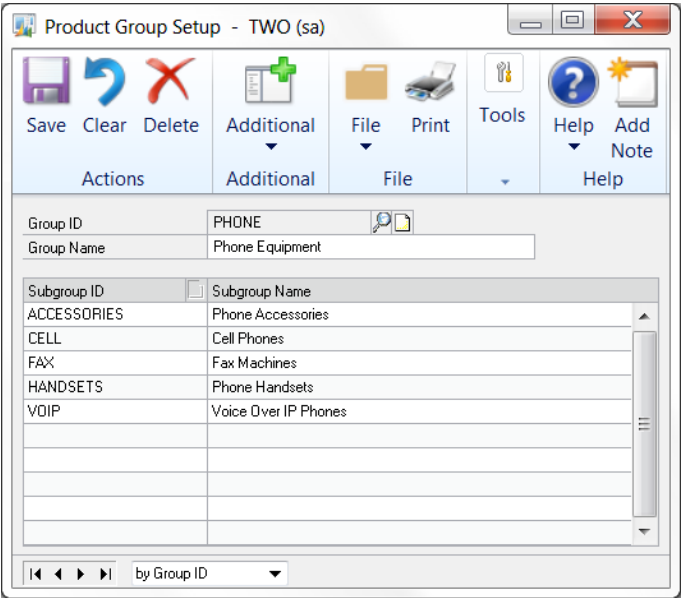 Product Group Setup - TWO (sa)
Save Clear Delete Additional File Print Tools Help Add Note
Actions Additional File Help
Group ID PHONE
Group Name Phone Equipment
Subgroup ID Subgroup Name
ACCESSORIES Phone Accessories
CELL Cell Phones
FAX Fax Machines
HANDSETS Phone Handsets
VOIP Voice Over IP Phones
by Group ID